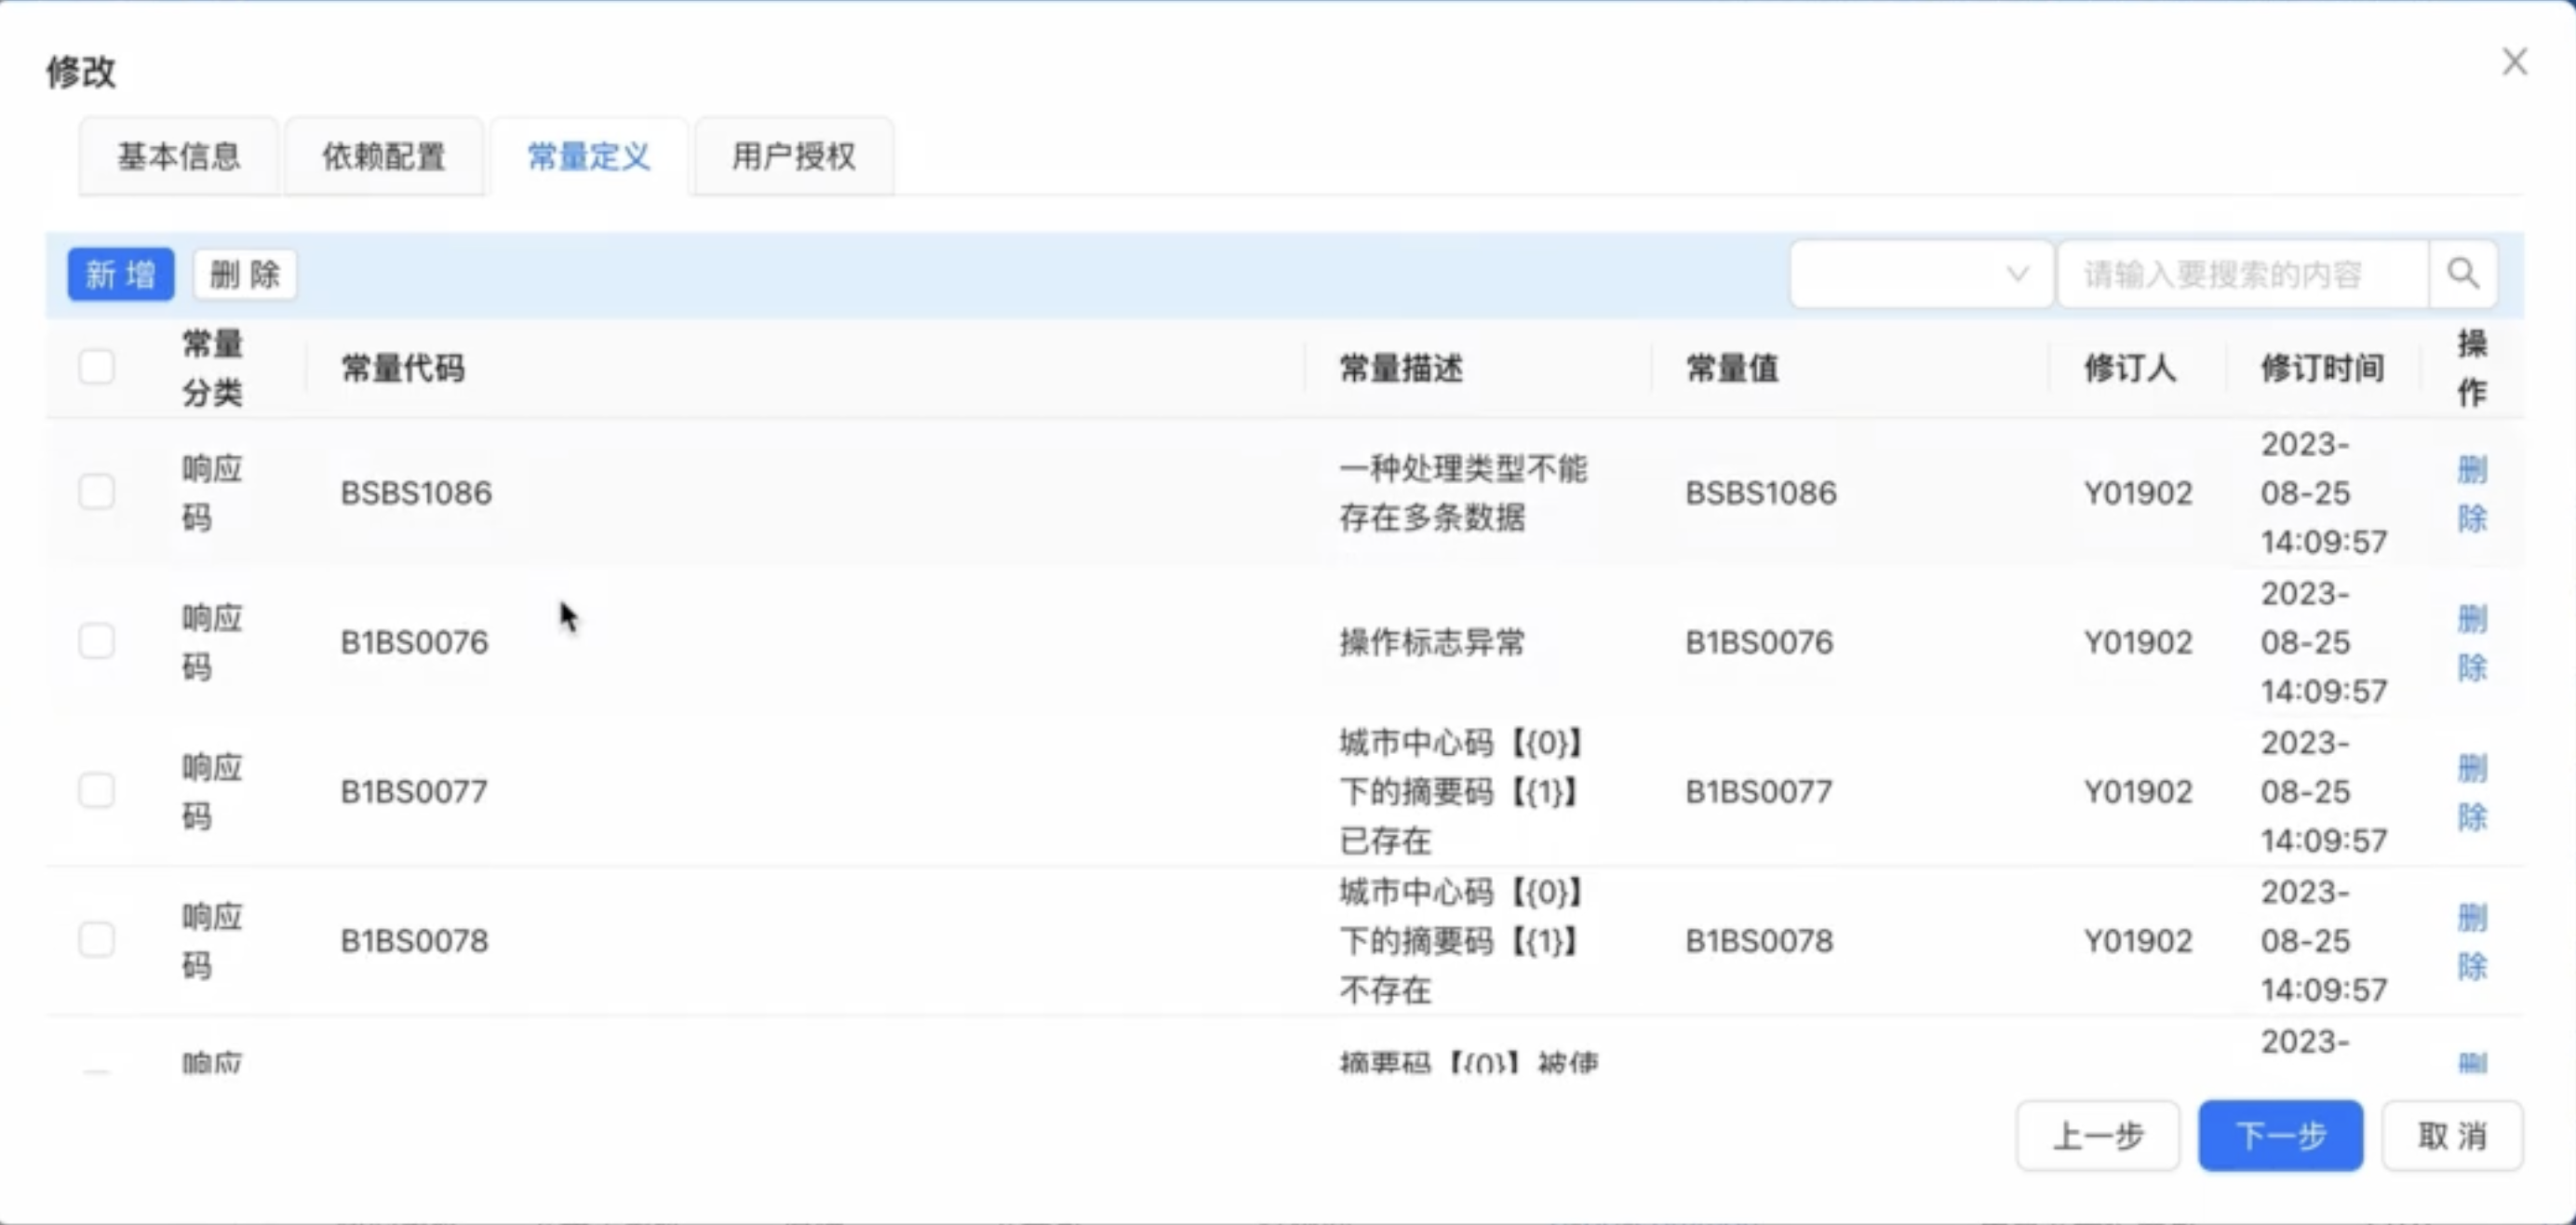 修改
基本信息 依赖配置 常量定义 用户授权
新 增 删 除 请输入要搜索的内容
常量
分类
常量代码
常量描述
常量值
修订人
修订时间
操
作
响应
码
BSBS1086
一种处理类型不能
存在多条数据
BSBS1086
Y01902
2023-
08-25
14:09:57
删
除
响应
码
B1BS0076
操作标志异常
B1BS0076
Y01902
2023-
08-25
14:09:57
删
除
响应
码
B1BS0077
城市中心码【{0}】
下的摘要码【{1}】
已存在
B1BS0077
Y01902
2023-
08-25
14:09:57
删
除
响应
码
B1BS0078
城市中心码【{0}】
下的摘要码【{1}】
不存在
B1BS0078
Y01902
2023-
08-25
14:09:57
删
除
响应
摘要码【{0}】被使
2023-
删
上一步 下一步 取 消